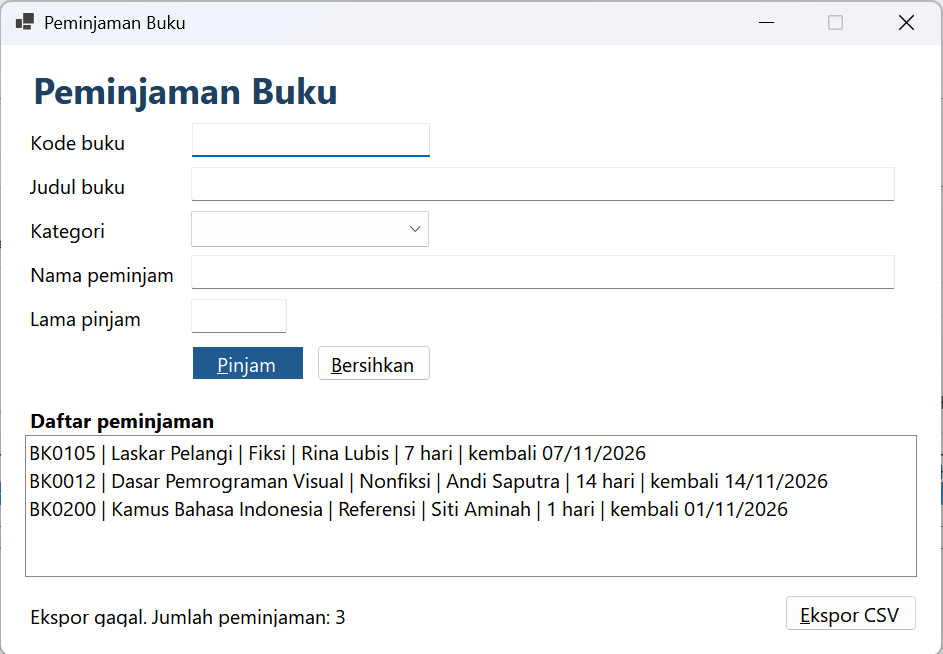 Peminjaman Buku
Peminjaman Buku
Kode buku
Judul buku
Kategori
Nama peminjam
Lama pinjam
Pinjam Bersihkan
Daftar peminjaman
BK0105 | Laskar Pelangi | Fiksi | Rina Lubis | 7 hari | kembali 07/11/2026
BK0012 | Dasar Pemrograman Visual | Nonfiksi | Andi Saputra | 14 hari | kembali 14/11/2026
BK0200 | Kamus Bahasa Indonesia | Referensi | Siti Aminah | 1 hari | kembali 01/11/2026
Ekspor gagal. Jumlah peminjaman: 3 Ekspor CSV